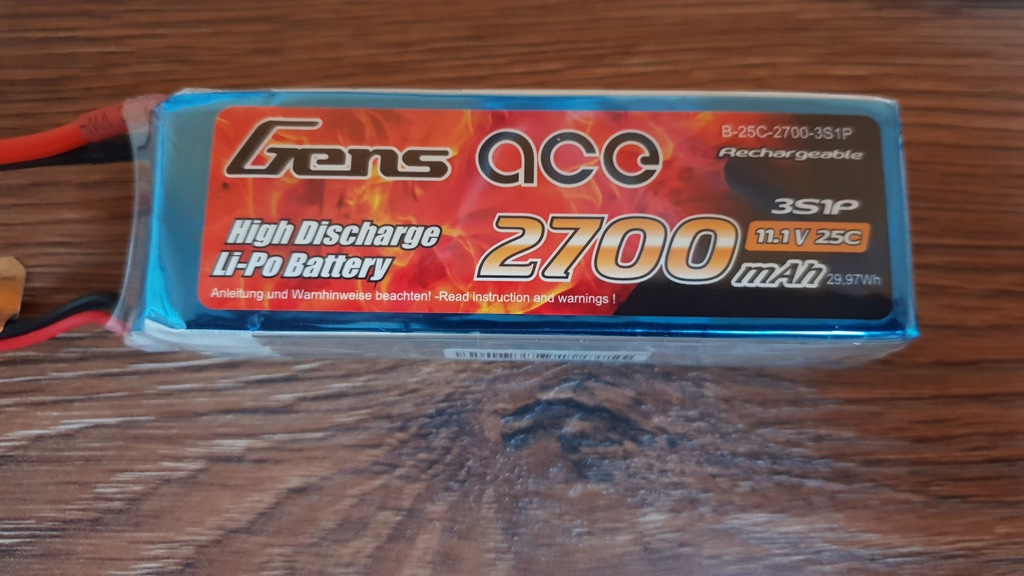 Gens ace
B-25C-2700-3S1P
Rechargeable
3S1P
High Discharge
Li-Po Battery
2700 mAh
11.1V 25C
29,97Wh
Anleitung und Warnhinweise beachten! -Read instruction and warnings !